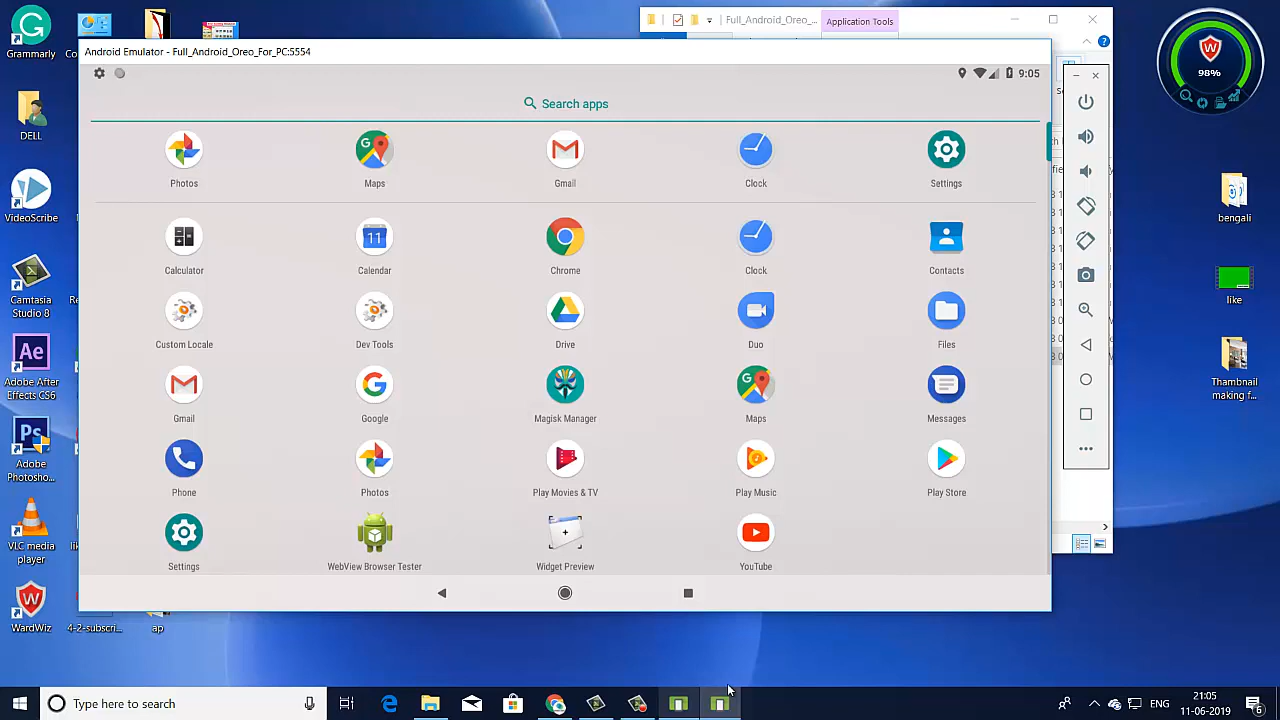 Grammarly
Full_Android_Oreo_
Application Tools
98%
Android Emulator - Full_Android_Oreo_For_PC:5554
9:05
Search apps
Photos
Maps
Gmail
Clock
Settings
Calculator
Calendar
11
Chrome
Clock
Contacts
Custom Locale
Dev Tools
Drive
Duo
Files
Gmail
Google
Magisk Manager
Maps
Messages
Phone
Photos
Play Movies & TV
Play Music
Play Store
Settings
WebView Browser Tester
Widget Preview
YouTube
DELL
VideoScribe
Camtasia
Studio 8
Ae
Adobe After
Effects CS6
Ps
Adobe
Photosho...
VLC media
player
WardWiz
4-2-subscri...
ap
bengali
like
Thambnail
making f...
Type here to search
ENG
21:05
11-06-2019
6